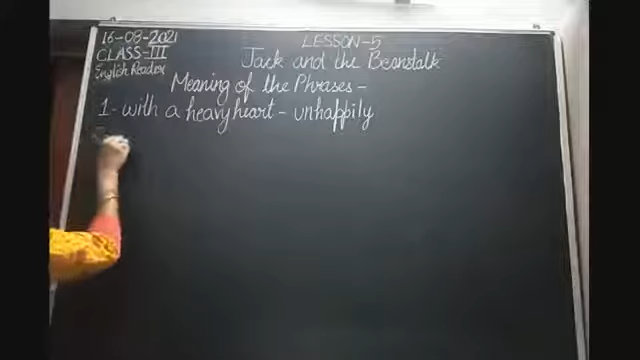 16-08-2021
CLASS-III
English Reader
LESSON-5
Jack and the Beanstalk
Meaning of the Phrases -
1- with a heavy heart - unhappily